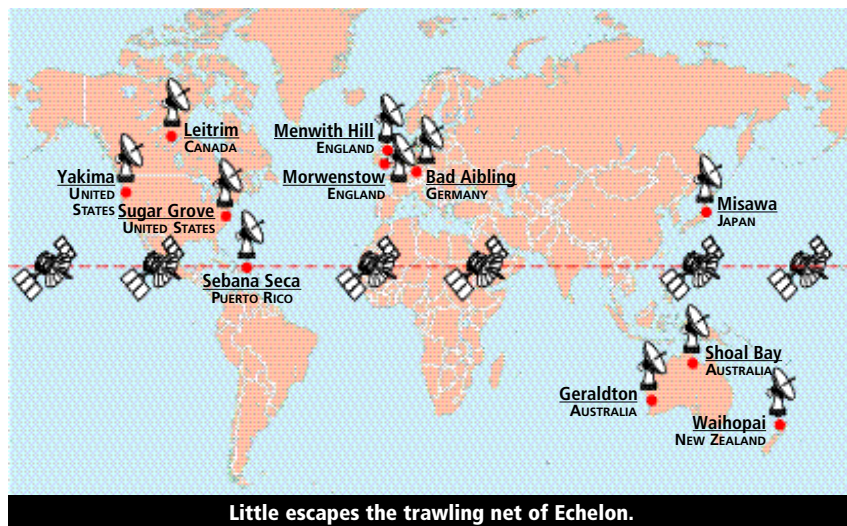 Leitrim
CANADA
Menwith Hill
ENGLAND
Yakima
UNITED
STATES
Morwenstow
ENGLAND
Bad Aibling
GERMANY
Sugar Grove
UNITED STATES
Misawa
JAPAN
Sebana Seca
PUERTO RICO
Shoal Bay
AUSTRALIA
Geraldton
AUSTRALIA
Waihopai
NEW ZEALAND
Little escapes the trawling net of Echelon.